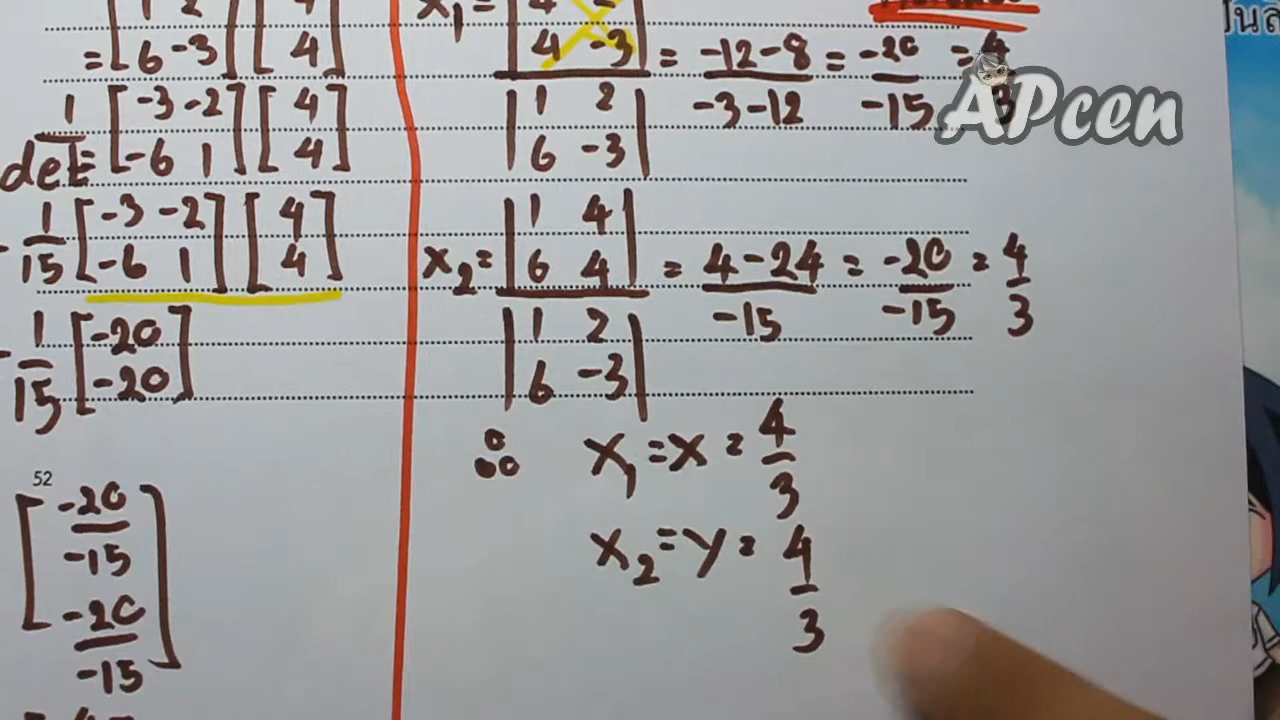 = [ 6 -3 ] [ 4 ]
1/det = [ -3 -2 ] [ 4 ]
[ -6 1 ] [ 4 ]
1/15 [ -3 -2 ] [ 4 ]
[ -6 1 ] [ 4 ]
1/15 [ -20 ]
[ -20 ]
52
[ -20/-15 ]
[ -20/-15 ]
x₁ = | 4 -3 | = -12-8 / -3-12 = -20/-15 = 4/3
| 1 2 |
| 6 -3 |
x₂ = | 1 4 |
| 6 4 | = 4-24 / -15 = -20/-15 = 4/3
| 1 2 |
| 6 -3 |
∴ x₁ = x = 4/3
x₂ = y = 4/3
APcen